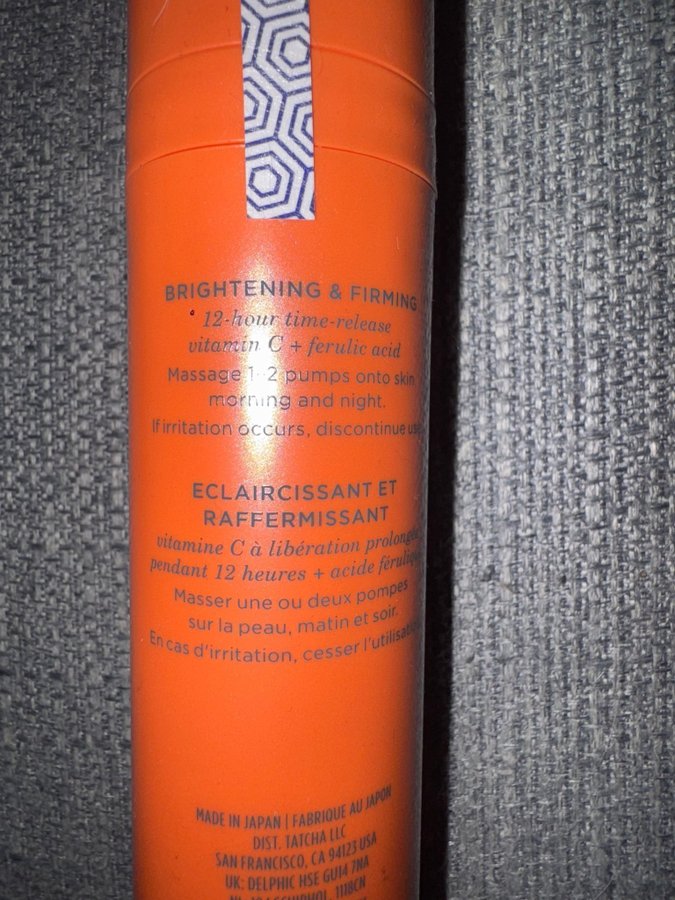 BRIGHTENING & FIRMING
12-hour time-release
vitamin C + ferulic acid
Massage 1-2 pumps onto skin
morning and night.
If irritation occurs, discontinue use
ECLAIRCISSANT ET
RAFFERMISSANT
vitamine C à libération prolongée
pendant 12 heures + acide férulique
Masser une ou deux pompes
sur la peau, matin et soir.
En cas d'irritation, cesser l'utilisation
MADE IN JAPAN | FABRIQUE AU JAPON
DIST. TATCHA LLC
SAN FRANCISCO, CA 94123 USA
UK: DELPHIC HSE GU14 7NA
SCHIPHOL, 1118CN